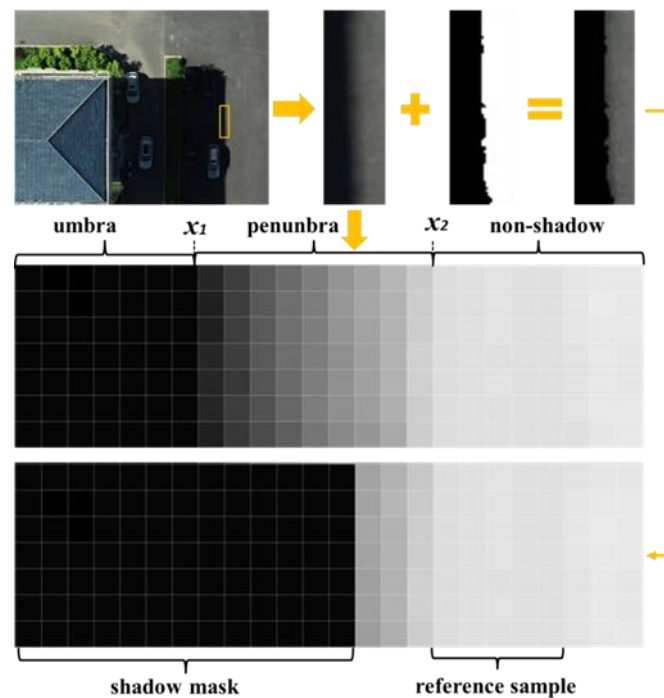 umbra x₁ penunbra x₂ non-shadow
shadow mask reference sample